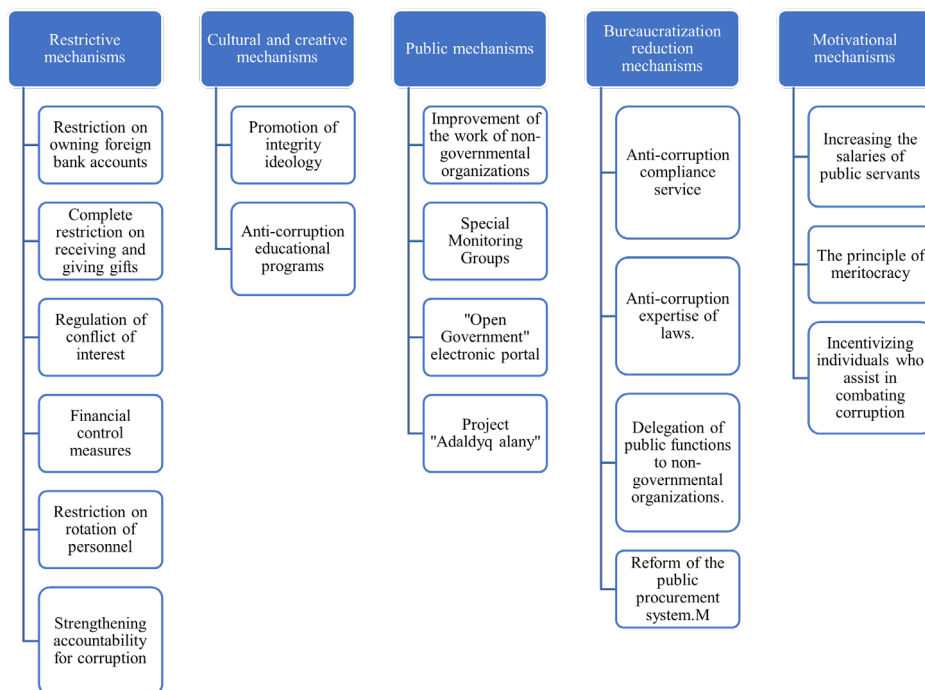 Restrictive
mechanisms
Restriction on
owning foreign
bank accounts
Complete
restriction on
receiving and
giving gifts
Regulation of
conflict of
interest
Financial
control
measures
Restriction on
rotation of
personnel
Strengthening
accountability
for corruption
Cultural and creative
mechanisms
Promotion of
integrity
ideology
Anti-corruption
educational
programs
Public mechanisms
Improvement of
the work of non-
governmental
organizations
Special
Monitoring
Groups
"Open
Government"
electronic portal
Project
"Adaldyq alany"
Bureaucratization
reduction
mechanisms
Anti-corruption
compliance
service
Anti-corruption
expertise of
laws.
Delegation of
public functions
to non-
governmental
organizations.
Reform of the
public
procurement
system.M
Motivational
mechanisms
Increasing the
salaries of
public servants
The principle of
meritocracy
Incentivizing
individuals who
assist in
combating
corruption